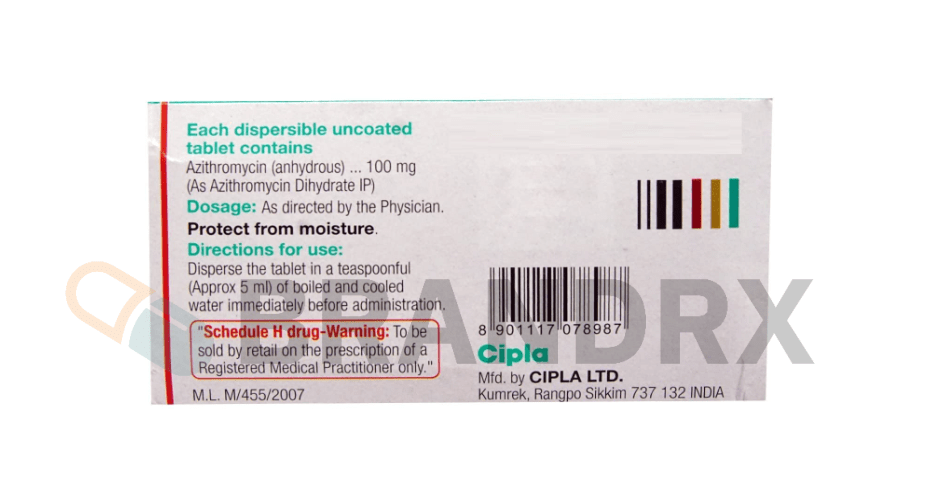 Each dispersible uncoated
tablet contains
Azithromycin (anhydrous) ... 100 mg
(As Azithromycin Dihydrate IP)
Dosage: As directed by the Physician.
Protect from moisture.
Directions for use:
Disperse the tablet in a teaspoonful
(Approx 5 ml) of boiled and cooled
water immediately before administration.
"Schedule H drug-Warning: To be
sold by retail on the prescription of a
Registered Medical Practitioner only."
M.L. M/455/2007
8 901117 078987
Cipla
Mfd. by CIPLA LTD.
Kumrek, Rangpo Sikkim 737 132 INDIA
BRANDRX